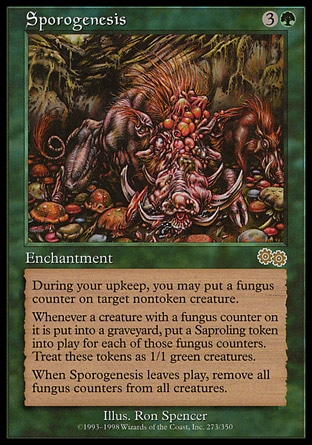 Sporogenesis 3
Enchantment
During your upkeep, you may put a fungus
counter on target nontoken creature.
Whenever a creature with a fungus counter on
it is put into a graveyard, put a Saproling token
into play for each of those fungus counters.
Treat these tokens as 1/1 green creatures.
When Sporogenesis leaves play, remove all
fungus counters from all creatures.
Illus. Ron Spencer
©1993-1998 Wizards of the Coast, Inc. 273/350